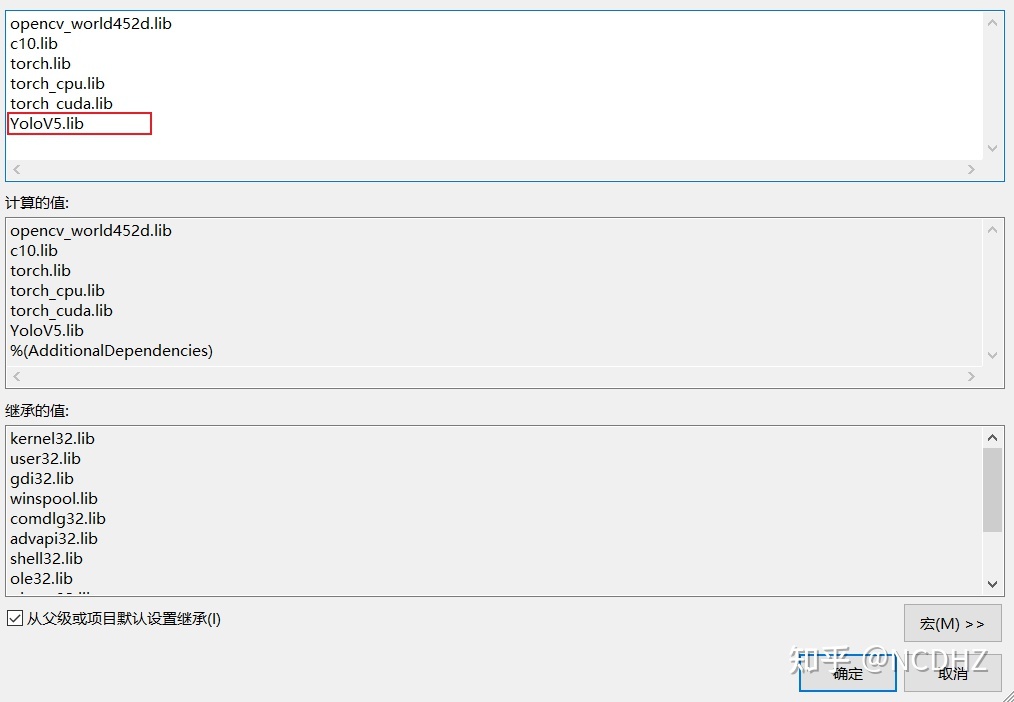 opencv_world452d.lib
c10.lib
torch.lib
torch_cpu.lib
torch_cuda.lib
YoloV5.lib
计算的值:
opencv_world452d.lib
c10.lib
torch.lib
torch_cpu.lib
torch_cuda.lib
YoloV5.lib
%(AdditionalDependencies)
继承的值:
kernel32.lib
user32.lib
gdi32.lib
winspool.lib
comdlg32.lib
advapi32.lib
shell32.lib
ole32.lib
从父级或项目默认设置继承(I)
宏(M) >>
知乎 @NCDHZ
确定 取消